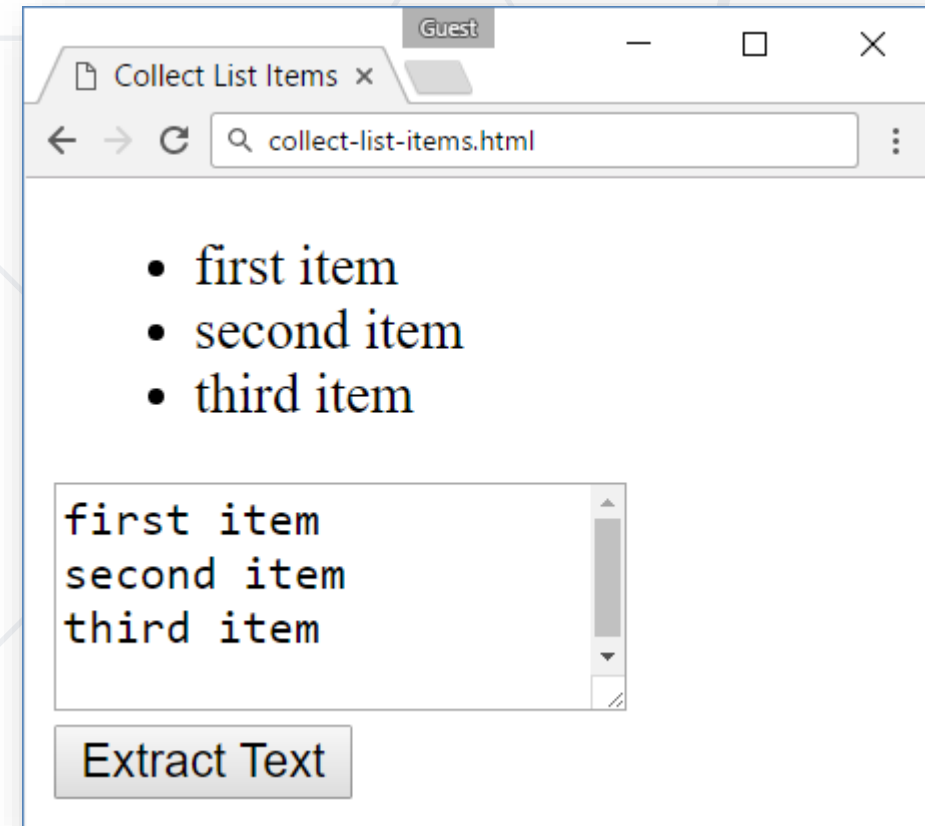 Guest
Collect List Items
collect-list-items.html
first item
second item
third item
first item
second item
third item
Extract Text